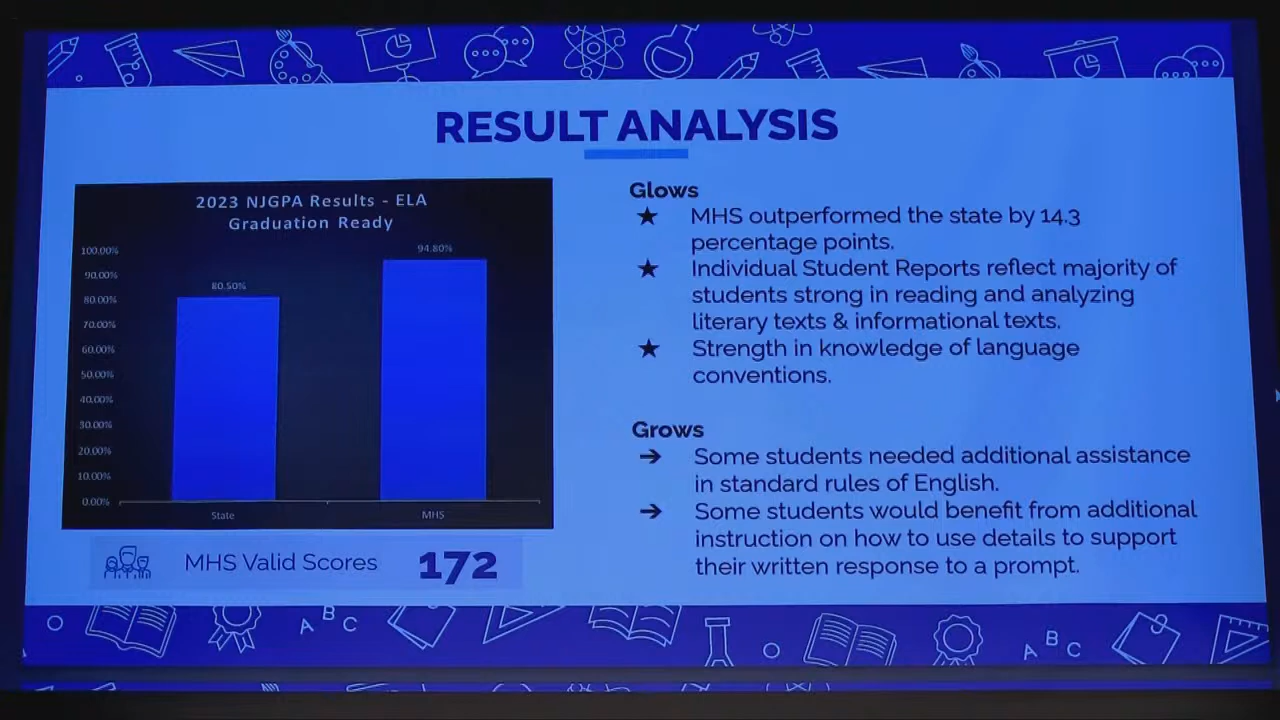 RESULT ANALYSIS
2023 NJGPA Results - ELA
Graduation Ready
100.00%
90.00%
80.00%
70.00%
60.00%
50.00%
40.00%
30.00%
20.00%
10.00%
0.00%
80.50%
94.80%
State
MHS
MHS Valid Scores 172
Glows
★ MHS outperformed the state by 14.3
percentage points.
★ Individual Student Reports reflect majority of
students strong in reading and analyzing
literary texts & informational texts.
★ Strength in knowledge of language
conventions.
Grows
→ Some students needed additional assistance
in standard rules of English.
→ Some students would benefit from additional
instruction on how to use details to support
their written response to a prompt.
A B C
A B C